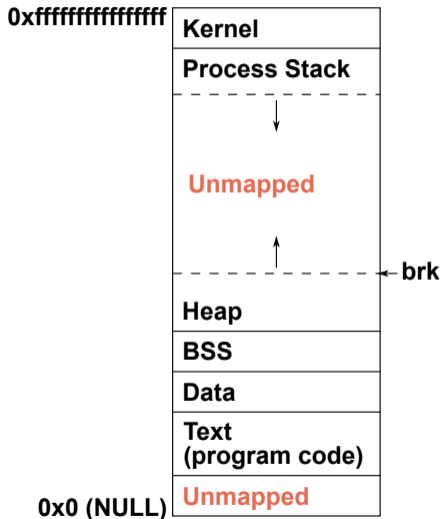 0xffffffffffffffff
Kernel
Process Stack
Unmapped
brk
Heap
BSS
Data
Text
(program code)
0x0 (NULL)
Unmapped